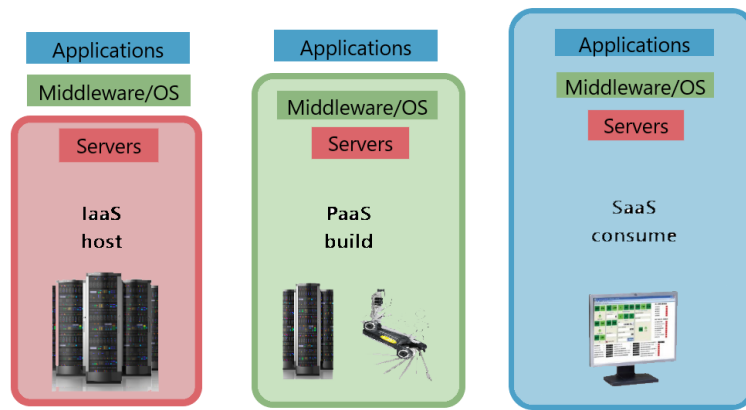 Applications
Middleware/OS
Servers
IaaS
host
Applications
Middleware/OS
Servers
PaaS
build
Applications
Middleware/OS
Servers
SaaS
consume